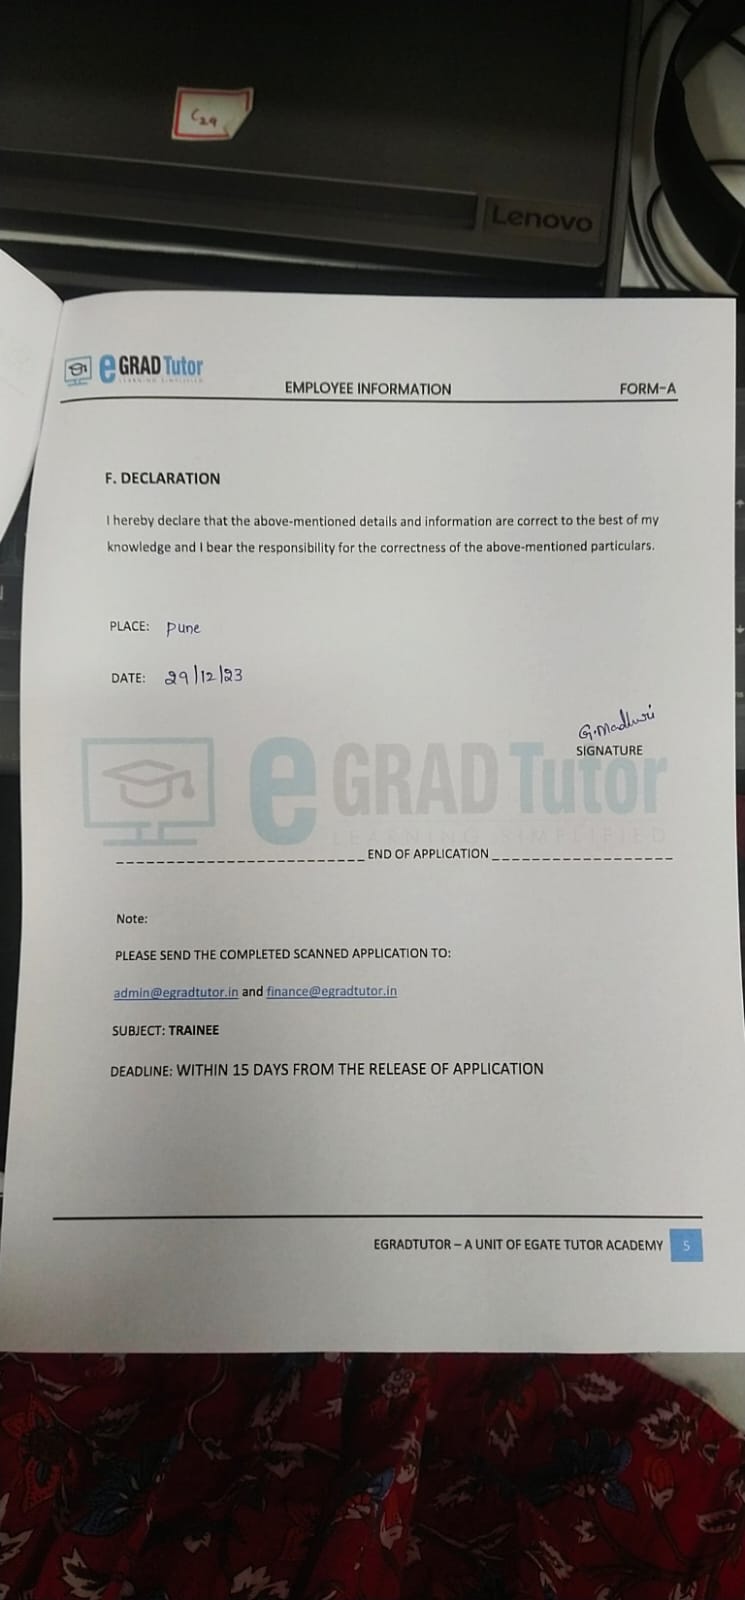 C29
Lenovo
e GRAD Tutor
LEARNING SIMPLIFIED
EMPLOYEE INFORMATION FORM-A
F. DECLARATION
I hereby declare that the above-mentioned details and information are correct to the best of my
knowledge and I bear the responsibility for the correctness of the above-mentioned particulars.
PLACE: Pune
DATE: 29/12/23
G.Madhuri
SIGNATURE
e GRAD Tutor
LEARNING SIMPLIFIED
END OF APPLICATION
Note:
PLEASE SEND THE COMPLETED SCANNED APPLICATION TO:
admin@egradtutor.in and finance@egradtutor.in
SUBJECT: TRAINEE
DEADLINE: WITHIN 15 DAYS FROM THE RELEASE OF APPLICATION
EGRADTUTOR – A UNIT OF EGATE TUTOR ACADEMY 5